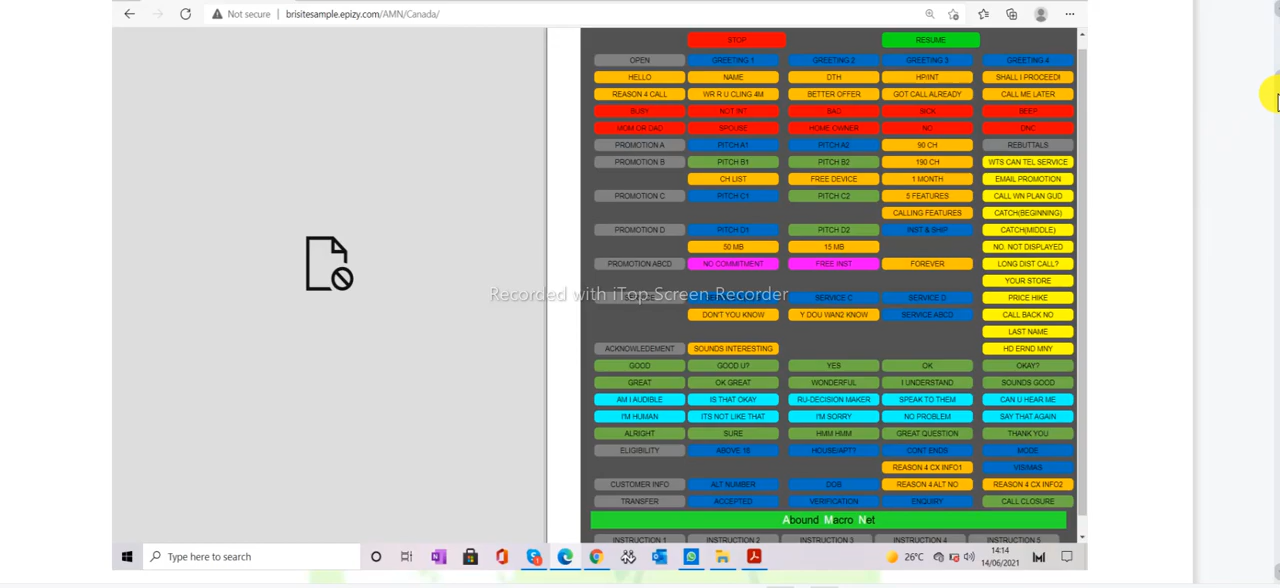 Not secure | brisitesample.epizy.com/AMN/Canada/
STOP RESUME
OPEN GREETING 1 GREETING 2 GREETING 3 GREETING 4
HELLO NAME DTH HP/INT SHALL I PROCEED!
REASON 4 CALL WR R U CLING 4M BETTER OFFER GOT CALL ALREADY CALL ME LATER
BUSY NOT INT BAD SICK BEEP
MOM OR DAD SPOUSE HOME OWNER NO DNC
PROMOTION A PITCH A1 PITCH A2 90 CH REBUTTALS
PROMOTION B PITCH B1 PITCH B2 190 CH WTS CAN TEL SERVICE
CH LIST FREE DEVICE 1 MONTH EMAIL PROMOTION
PROMOTION C PITCH C1 PITCH C2 5 FEATURES CALL WN PLAN GUD
CALLING FEATURES CATCH(BEGINNING)
PROMOTION D PITCH D1 PITCH D2 INST & SHIP CATCH(MIDDLE)
50 MB 15 MB NO. NOT DISPLAYED
PROMOTION ABCD NO COMMITMENT FREE INST FOREVER LONG DIST CALL?
YOUR STORE
Recorded with iTop Screen Recorder
SERVICE C SERVICE D PRICE HIKE
DON'T YOU KNOW Y DOU WAN2 KNOW SERVICE ABCD CALL BACK NO
LAST NAME
ACKNOWLEDEMENT SOUNDS INTERESTING HD ERND MNY
GOOD GOOD U? YES OK OKAY?
GREAT OK GREAT WONDERFUL I UNDERSTAND SOUNDS GOOD
AM I AUDIBLE IS THAT OKAY RU-DECISION MAKER SPEAK TO THEM CAN U HEAR ME
I'M HUMAN ITS NOT LIKE THAT I'M SORRY NO PROBLEM SAY THAT AGAIN
ALRIGHT SURE HMM HMM GREAT QUESTION THANK YOU
ELIGIBILITY ABOVE 18 HOUSE/APT? CONT ENDS MODE
REASON 4 CX INFO1 VIS/MAS
CUSTOMER INFO ALT NUMBER DOB REASON 4 ALT NO REASON 4 CX INFO2
TRANSFER ACCEPTED VERIFICATION ENQUIRY CALL CLOSURE
Abound Macro Net
INSTRUCTION 1 INSTRUCTION 2 INSTRUCTION 3 INSTRUCTION 4 INSTRUCTION 5
Type here to search 26°C 14:14
14/06/2021